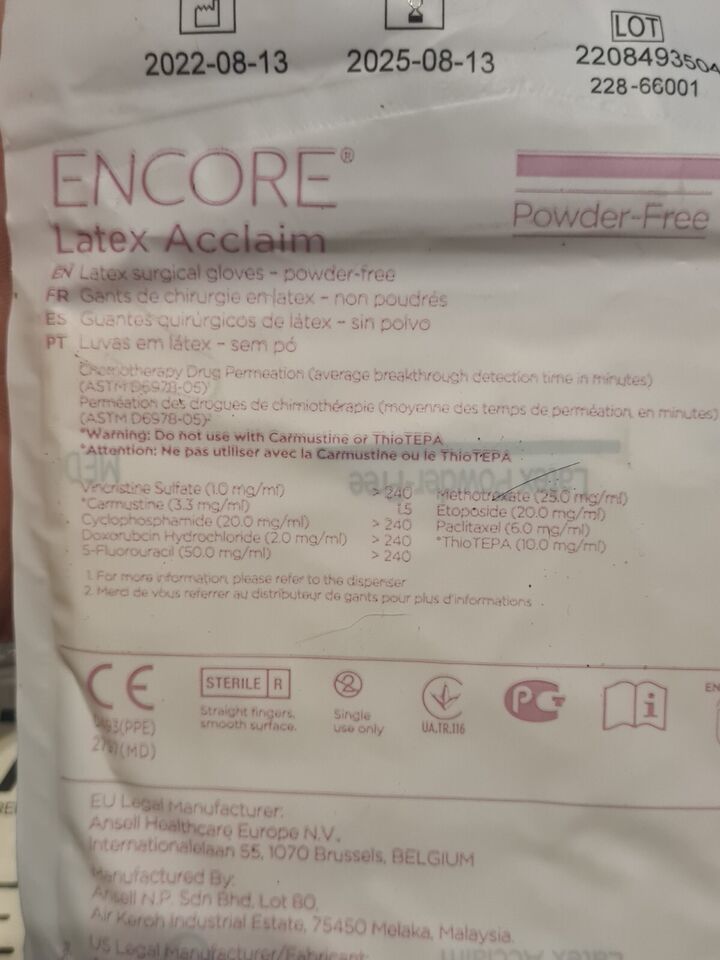 2022-08-13 2025-08-13 LOT
2208493504
228-66001
ENCORE®
Latex Acclaim
Powder-Free
EN Latex surgical gloves - powder-free
FR Gants de chirurgie en latex - non poudrés
ES Guantes quirúrgicos de látex - sin polvo
PT Luvas em látex - sem pó
Chemotherapy Drug Permeation (average breakthrough detection time in minutes)
(ASTM D6978-05)¹
Perméation des drogues de chimiothérapie (moyenne des temps de perméation, en minutes)
(ASTM D6978-05)²
*Warning: Do not use with Carmustine or ThioTEPA
*Attention: Ne pas utiliser avec la Carmustine ou le ThioTEPA
Vincristine Sulfate (1.0 mg/ml) > 240 Methotrexate (25.0 mg/ml)
*Carmustine (3.3 mg/ml) 1.5 Etoposide (20.0 mg/ml)
Cyclophosphamide (20.0 mg/ml) > 240 Paclitaxel (6.0 mg/ml)
Doxorubcin Hydrochloride (2.0 mg/ml) > 240 *ThioTEPA (10.0 mg/ml)
5-Fluorouracil (50.0 mg/ml) > 240
1. For more information, please refer to the dispenser
2. Merci de vous referrer au distributeur de gants pour plus d'informations
CE STERILE R UA.TR.116 PG EN
(PPE) Straight fingers, Single
(MD) smooth surface. use only
EU Legal Manufacturer:
Ansell Healthcare Europe N.V.,
Internationalelaan 55, 1070 Brussels, BELGIUM
Manufactured By:
Ansell N.P. Sdn Bhd, Lot 80,
Air Keroh Industrial Estate, 75450 Melaka, Malaysia.
US Legal Manufacturer/Fabricant: